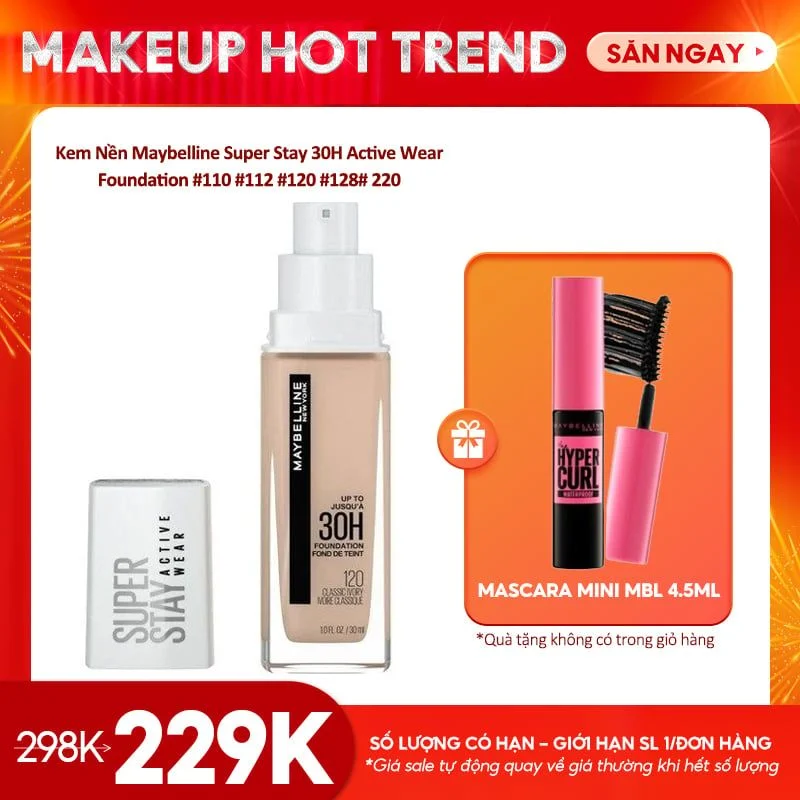 MAKEUP HOT TREND
SĂN NGAY
Kem Nền Maybelline Super Stay 30H Active Wear
Foundation #110 #112 #120 #128# 220
MAYBELLINE
NEW YORK
UP TO
JUSQU'À
30H
FOUNDATION
FOND DE TEINT
120
CLASSIC IVORY
IVOIRE CLASSIQUE
1.0 FL. OZ. / 30 ml
SUPER
STAY
ACTIVE
WEAR
MAYBELLINE
NEW YORK
The
HYPER
CURL
WATERPROOF
MASCARA MINI MBL 4.5ML
*Quà tặng không có trong giỏ hàng
298K
229K
SỐ LƯỢNG CÓ HẠN – GIỚI HẠN SL 1/ĐƠN HÀNG
*Giá sale tự động quay về giá thường khi hết số lượng